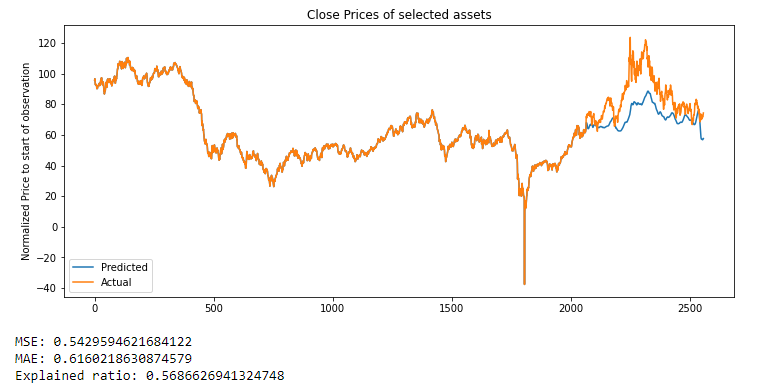 Close Prices of selected assets
Normalized Price to start of observation
120
100
80
60
40
20
0
−20
−40
Predicted
Actual
0 500 1000 1500 2000 2500
MSE: 0.5429594621684122
MAE: 0.6160218630874579
Explained ratio: 0.5686626941324748